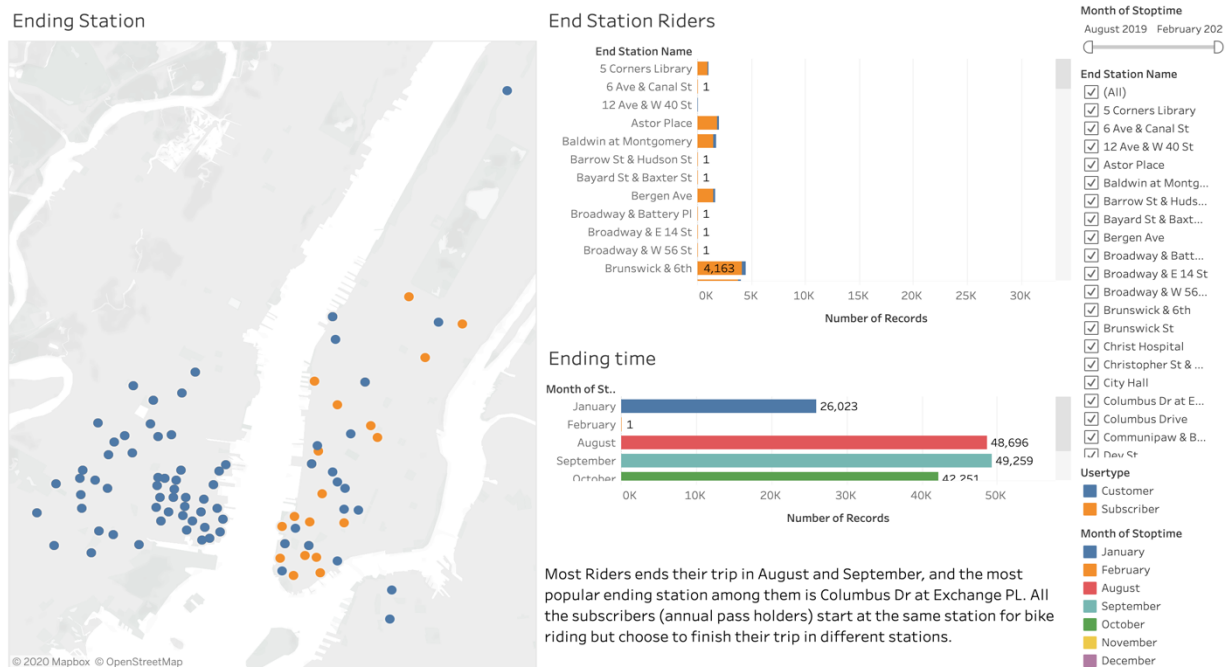 Ending Station
© 2020 Mapbox © OpenStreetMap
End Station Riders
End Station Name
5 Corners Library
6 Ave & Canal St 1
12 Ave & W 40 St
Astor Place
Baldwin at Montgomery
Barrow St & Hudson St 1
Bayard St & Baxter St 1
Bergen Ave
Broadway & Battery Pl 1
Broadway & E 14 St 1
Broadway & W 56 St 1
Brunswick & 6th 4,163
0K 5K 10K 15K 20K 25K 30K
Number of Records
Ending time
Month of St..
January 26,023
February 1
August 48,696
September 49,259
October 42,251
0K 10K 20K 30K 40K 50K
Number of Records
Most Riders ends their trip in August and September, and the most
popular ending station among them is Columbus Dr at Exchange PL. All
the subscribers (annual pass holders) start at the same station for bike
riding but choose to finish their trip in different stations.
Month of Stoptime
August 2019 February 202
End Station Name
(All)
5 Corners Library
6 Ave & Canal St
12 Ave & W 40 St
Astor Place
Baldwin at Montg...
Barrow St & Huds...
Bayard St & Baxt...
Bergen Ave
Broadway & Batt...
Broadway & E 14 St
Broadway & W 56...
Brunswick & 6th
Brunswick St
Christ Hospital
Christopher St & ...
City Hall
Columbus Dr at E...
Columbus Drive
Communipaw & B...
Dey St
Usertype
Customer
Subscriber
Month of Stoptime
January
February
August
September
October
November
December